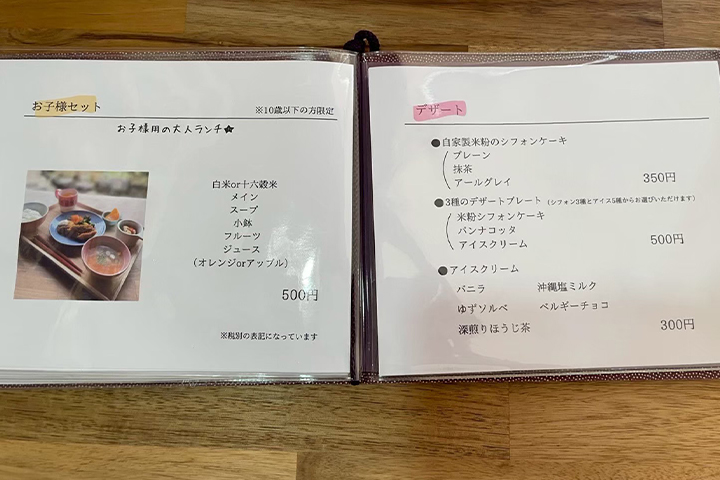 お子様セット
※10歳以下の方限定
お子様用の大人ランチ★
白米or十六穀米
メイン
スープ
小鉢
フルーツ
ジュース
(オレンジorアップル)
500円
※税別の表記になっています
デザート
●自家製米粉のシフォンケーキ
プレーン
抹茶
アールグレイ
350円
●3種のデザートプレート(シフォン3種とアイス5種からお選びいただけます)
米粉シフォンケーキ
パンナコッタ
アイスクリーム
500円
●アイスクリーム
バニラ 沖縄塩ミルク
ゆずソルベ ベルギーチョコ
深煎りほうじ茶
300円